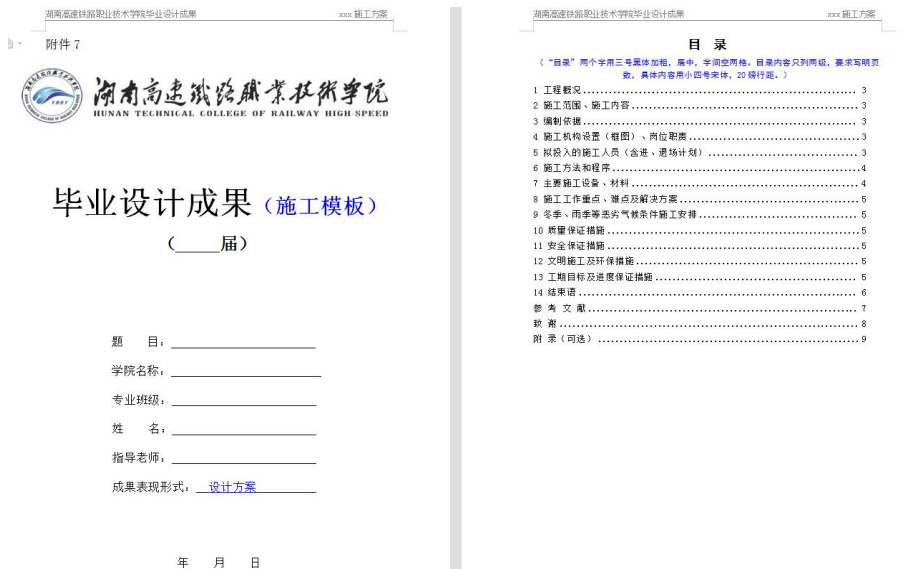 湖南高速铁路职业技术学院毕业设计成果 xxx 施工方案
附件 7
湖南高速铁路职业技术学院
HUNAN TECHNICAL COLLEGE OF RAILWAY HIGH-SPEED
1951
毕业设计成果（施工模板）
（_____届）
题 目：
学院名称：
专业班级：
姓 名：
指导老师：
成果表现形式： 设计方案
年 月 日
湖南高速铁路职业技术学院毕业设计成果 xxx 施工方案
目 录
（“目录”两个字用三号黑体加粗，居中，字间空两格。目录内容只列两级，要求写明页
数，具体内容用小四号宋体，20 磅行距。）
1 工程概况 3
2 施工范围、施工内容 3
3 编制依据 3
4 施工机构设置（框图）、岗位职责 3
5 拟投入的施工人员（含进、退场计划） 3
6 施工方法和程序 4
7 主要施工设备、材料 4
8 施工工作重点、难点及解决方案 5
9 冬季、雨季等恶劣气候条件施工安排 5
10 质量保证措施 5
11 安全保证措施 5
12 文明施工及环保措施 5
13 工期目标及进度保证措施 5
14 结束语 6
参 考 文 献 7
致 谢 8
附 录（可选） 9